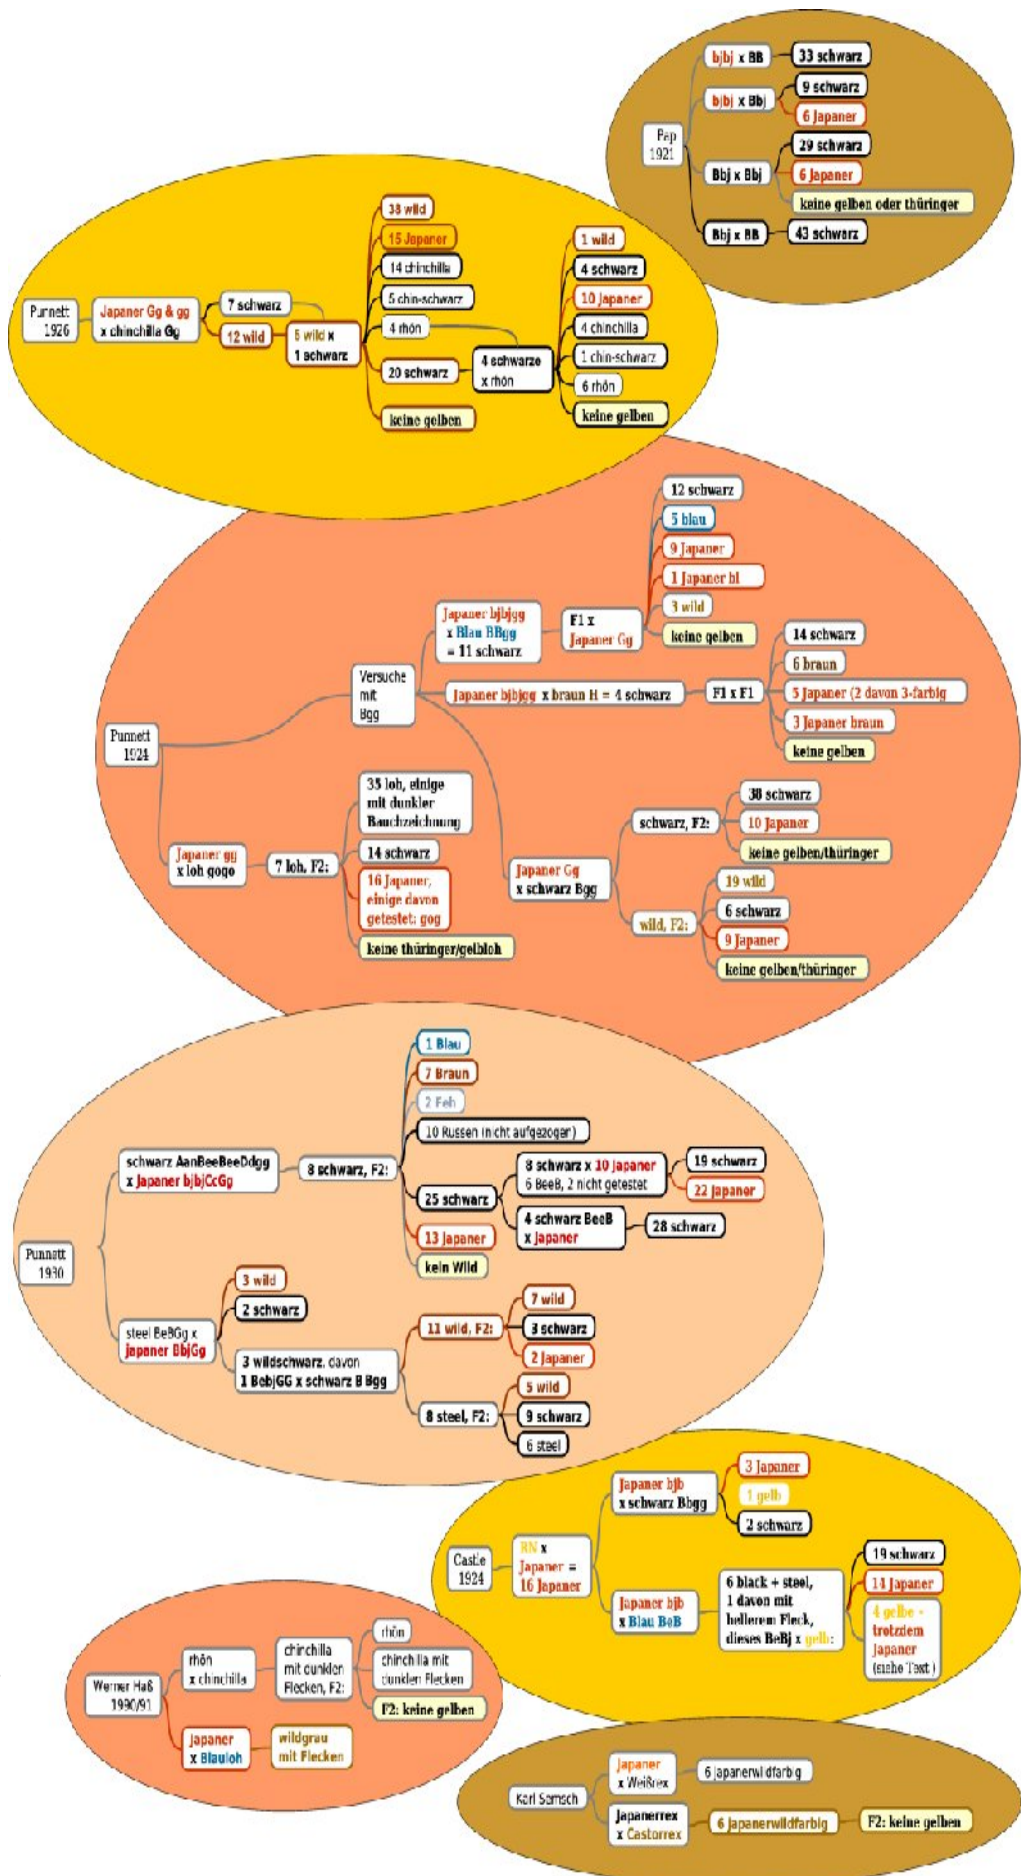 bjbj x BB
33 schwarz
bjbj x Bbj
9 schwarz
6 Japaner
Pap
1921
Bbj x Bbj
29 schwarz
6 Japaner
keine gelben oder thüringer
Bbj x BB
43 schwarz
Punnett
1926
Japaner Gg & gg
x chinchilla Gg
7 schwarz
12 wild
5 wild x
1 schwarz
38 wild
15 Japaner
14 chinchilla
5 chin-schwarz
4 rhön
20 schwarz
keine gelben
4 schwarze
x rhön
1 wild
4 schwarz
10 Japaner
4 chinchilla
1 chin-schwarz
6 rhön
keine gelben
Punnett
1924
Versuche
mit
Bgg
Japaner bjbjgg
x Blau BBgg
= 11 schwarz
F1 x
Japaner Gg
12 schwarz
5 blau
9 Japaner
1 Japaner bl
3 wild
keine gelben
Japaner bjbjgg x braun H = 4 schwarz
F1 x F1
14 schwarz
6 braun
5 Japaner (2 davon 3-farbig
3 Japaner braun
keine gelben
Japaner Gg
x schwarz Bgg
schwarz, F2:
38 schwarz
10 Japaner
keine gelben/thüringer
wild, F2:
19 wild
6 schwarz
9 Japaner
keine gelben/thüringer
Japaner gg
x loh gogo
7 loh, F2:
35 loh, einige
mit dunkler
Bauchzeichnung
14 schwarz
16 Japaner,
einige davon
getestet: gog
keine thüringer/gelbloh
Punnett
1930
schwarz AanBeeBeeDdgg
x Japaner bjbjCcGg
8 schwarz, F2:
1 Blau
7 Braun
2 Feh
10 Russen (nicht aufgezogen)
25 schwarz
8 schwarz x 10 Japaner
6 BeeB, 2 nicht getestet
19 schwarz
22 Japaner
4 schwarz BeeB
x Japaner
28 schwarz
13 Japaner
kein Wild
steel BeBGg x
japaner BbjGg
3 wild
2 schwarz
3 wildschwarz, davon
1 BebjGG x schwarz BBgg
11 wild, F2:
7 wild
3 schwarz
2 Japaner
8 steel, F2:
5 wild
9 schwarz
6 steel
Castle
1924
RN x
Japaner =
16 Japaner
Japaner bjb
x schwarz Bbgg
3 Japaner
1 gelb
2 schwarz
Japaner bjb
x Blau BeB
6 black + steel,
1 davon mit
hellerem Fleck,
dieses BeBj x gelb:
19 schwarz
14 Japaner
4 gelbe -
trotzdem
Japaner
(siehe Text)
Werner Haß
1990/91
rhön
x chinchilla
chinchilla
mit dunklen
Flecken, F2:
rhön
chinchilla mit
dunklen Flecken
F2: keine gelben
Japaner
x Blauloh
wildgrau
mit Flecken
Karl Semsch
Japaner
x Weißrex
6 japanerwildfarbig
Japanerrex
x Castorrex
6 japanerwildfarbig
F2: keine gelben